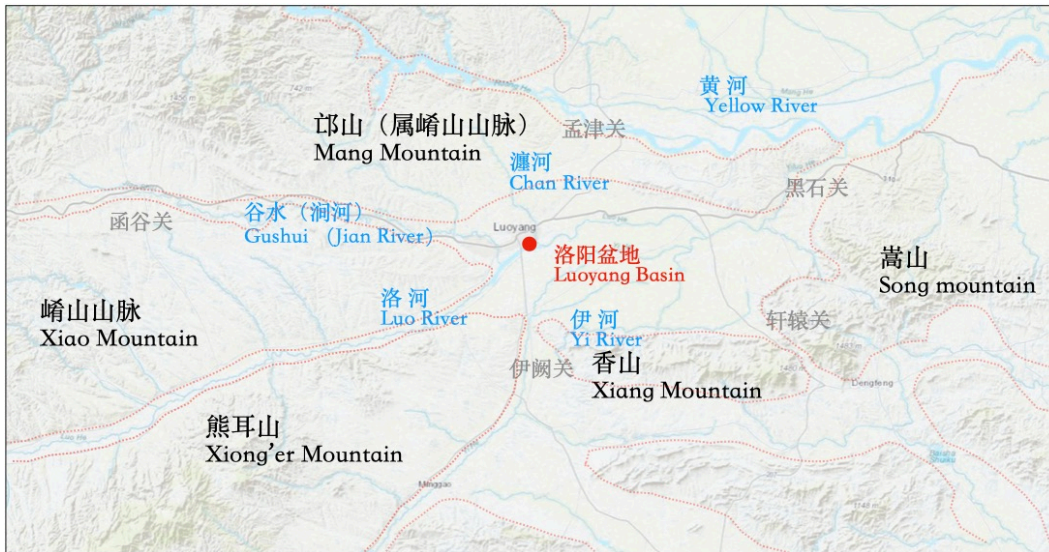 黄 河
Yellow River
邙山（属崤山山脉）
Mang Mountain
孟津关
瀍河
Chan River
黑石关
函谷关
谷水（涧河）
Gushui （Jian River）
Luoyang
洛阳盆地
Luoyang Basin
嵩山
Song mountain
崤山山脉
Xiao Mountain
洛 河
Luo River
伊 河
Yi River
轩辕关
伊阙关
香山
Xiang Mountain
Dengfeng
熊耳山
Xiong'er Mountain
Luo He
Minggao